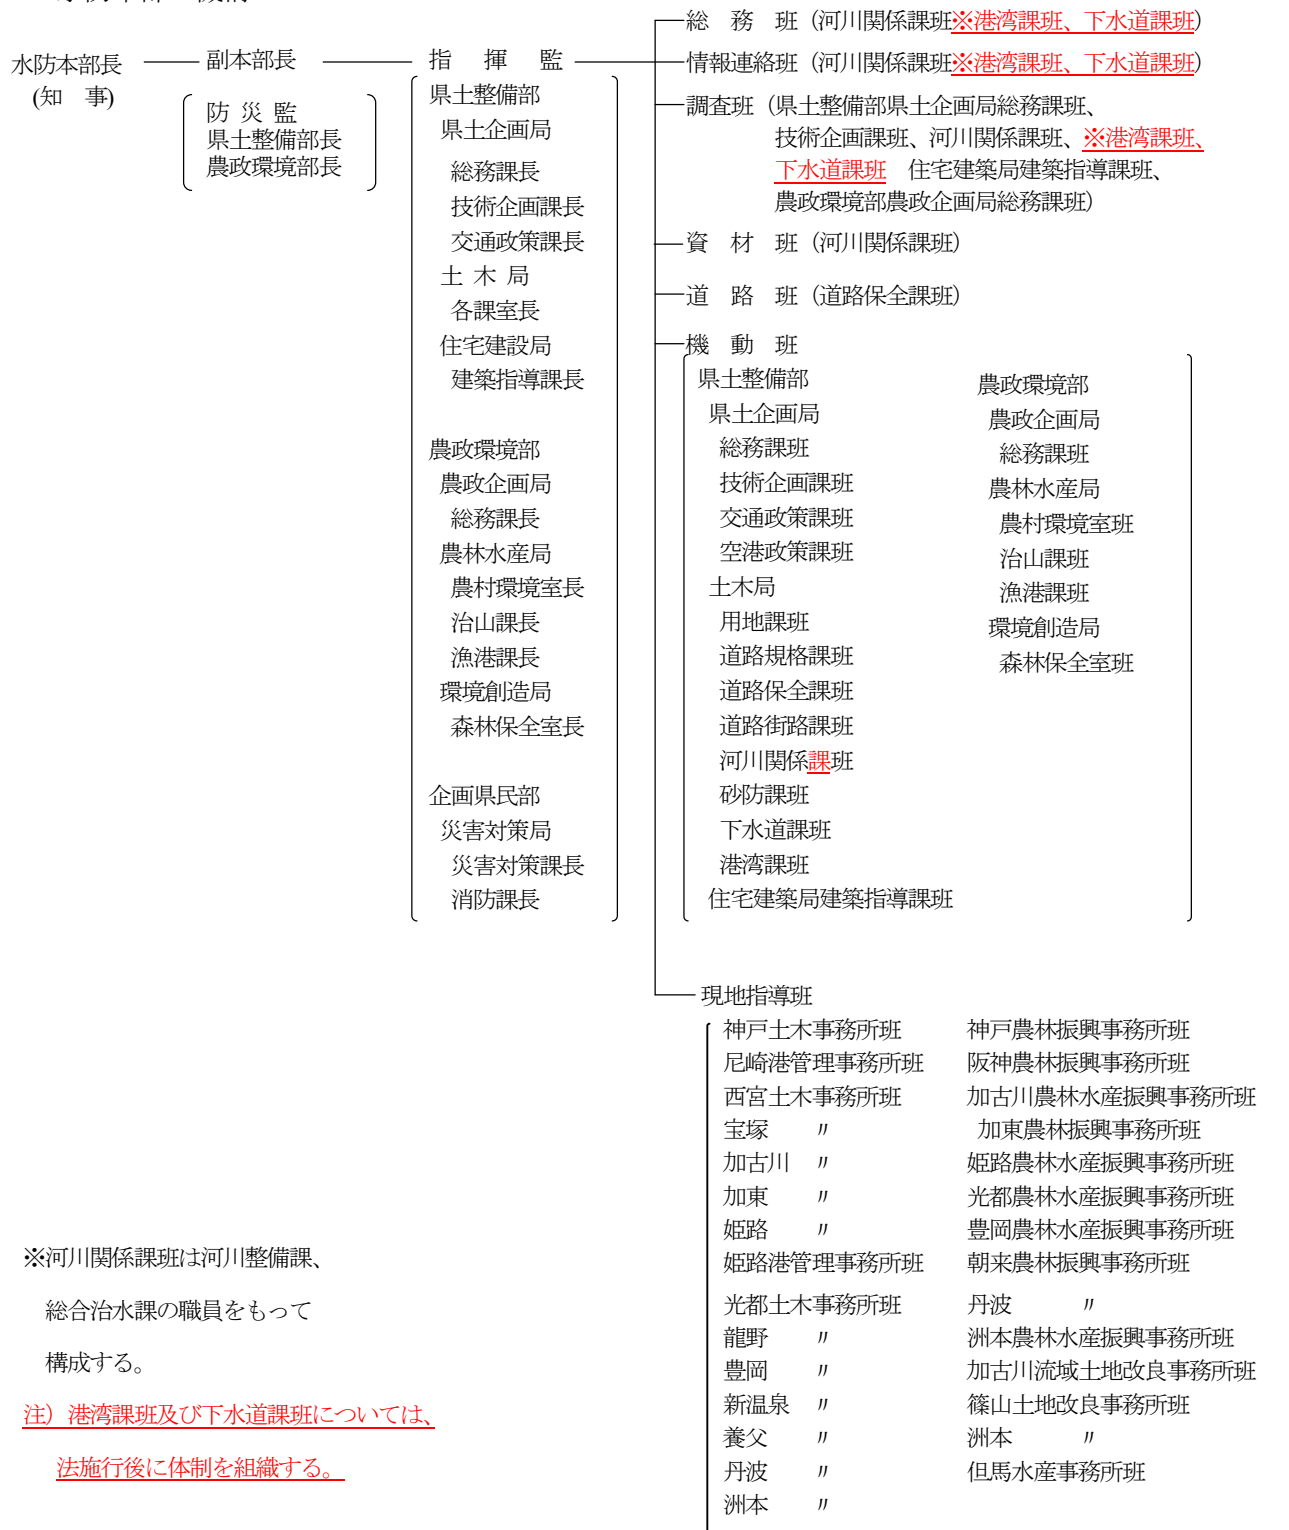 総　務　班（河川関係課班※港湾課班、下水道課班）
水防本部長
(知　事)
副本部長
防 災 監
県土整備部長
農政環境部長
指　揮　監
県土整備部
県土企画局
総務課長
技術企画課長
交通政策課長
土 木 局
各課室長
住宅建設局
建築指導課長
農政環境部
農政企画局
総務課長
農林水産局
農村環境室長
治山課長
漁港課長
環境創造局
森林保全室長
企画県民部
災害対策局
災害対策課長
消防課長
情報連絡班（河川関係課班※港湾課班、下水道課班）
調査班（県土整備部県土企画局総務課班、
技術企画課班、河川関係課班、※港湾課班、
下水道課班　住宅建築局建築指導課班、
農政環境部農政企画局総務課班）
資　材　班（河川関係課班）
道　路　班（道路保全課班）
機　動　班
県土整備部
県土企画局
総務課班
技術企画課班
交通政策課班
空港政策課班
土木局
用地課班
道路規格課班
道路保全課班
道路街路課班
河川関係課班
砂防課班
下水道課班
港湾課班
住宅建築局建築指導課班
農政環境部
農政企画局
総務課班
農林水産局
農村環境室班
治山課班
漁港課班
環境創造局
森林保全室班
現地指導班
神戸土木事務所班
尼崎港管理事務所班
西宮土木事務所班
宝塚　　〃
加古川　〃
加東　　〃
姫路　　〃
姫路港管理事務所班
光都土木事務所班
龍野　　〃
豊岡　　〃
新温泉　〃
養父　　〃
丹波　　〃
洲本　　〃
神戸農林振興事務所班
阪神農林振興事務所班
加古川農林水産振興事務所班
加東農林振興事務所班
姫路農林水産振興事務所班
光都農林水産振興事務所班
豊岡農林水産振興事務所班
朝来農林振興事務所班
丹波　　　〃
洲本農林水産振興事務所班
加古川流域土地改良事務所班
篠山土地改良事務所班
洲本　　　〃
但馬水産事務所班
※河川関係課班は河川整備課、
総合治水課の職員をもって
構成する。
注）港湾課班及び下水道課班については、
法施行後に体制を組織する。